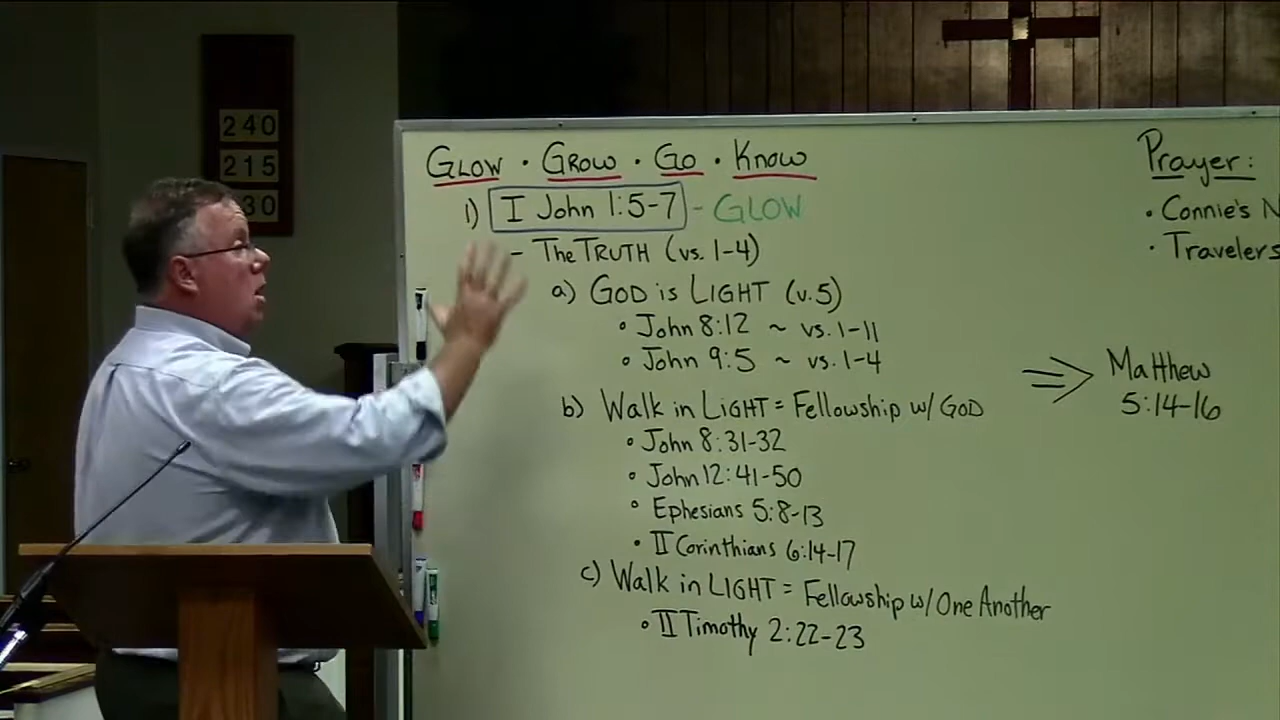 240
215
30
GLOW · GROW · GO · KNOW
1) I John 1:5-7 - GLOW
- The TRUTH (vs. 1-4)
a) GOD is LIGHT (v.5)
• John 8:12 ~ vs. 1-11
• John 9:5 ~ vs. 1-4
b) Walk in LIGHT = Fellowship w/ GOD
• John 8:31-32
• John 12:41-50
• Ephesians 5:8-13
• II Corinthians 6:14-17
c) Walk in LIGHT = Fellowship w/ One Another
• II Timothy 2:22-23
⇒ Matthew
5:14-16
Prayer:
• Connie's N
• Travelers